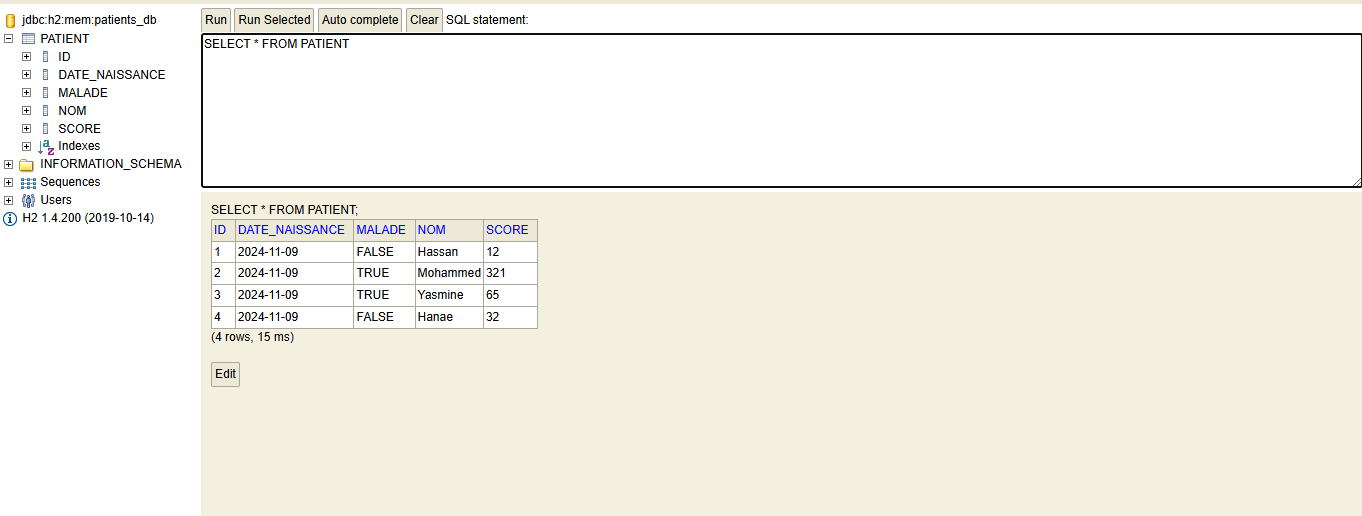 jdbc:h2:mem:patients_db
PATIENT
ID
DATE_NAISSANCE
MALADE
NOM
SCORE
Indexes
INFORMATION_SCHEMA
Sequences
Users
H2 1.4.200 (2019-10-14)
Run Run Selected Auto complete Clear SQL statement:
SELECT * FROM PATIENT
SELECT * FROM PATIENT;
ID DATE_NAISSANCE MALADE NOM SCORE
1 2024-11-09 FALSE Hassan 12
2 2024-11-09 TRUE Mohammed 321
3 2024-11-09 TRUE Yasmine 65
4 2024-11-09 FALSE Hanae 32
(4 rows, 15 ms)
Edit